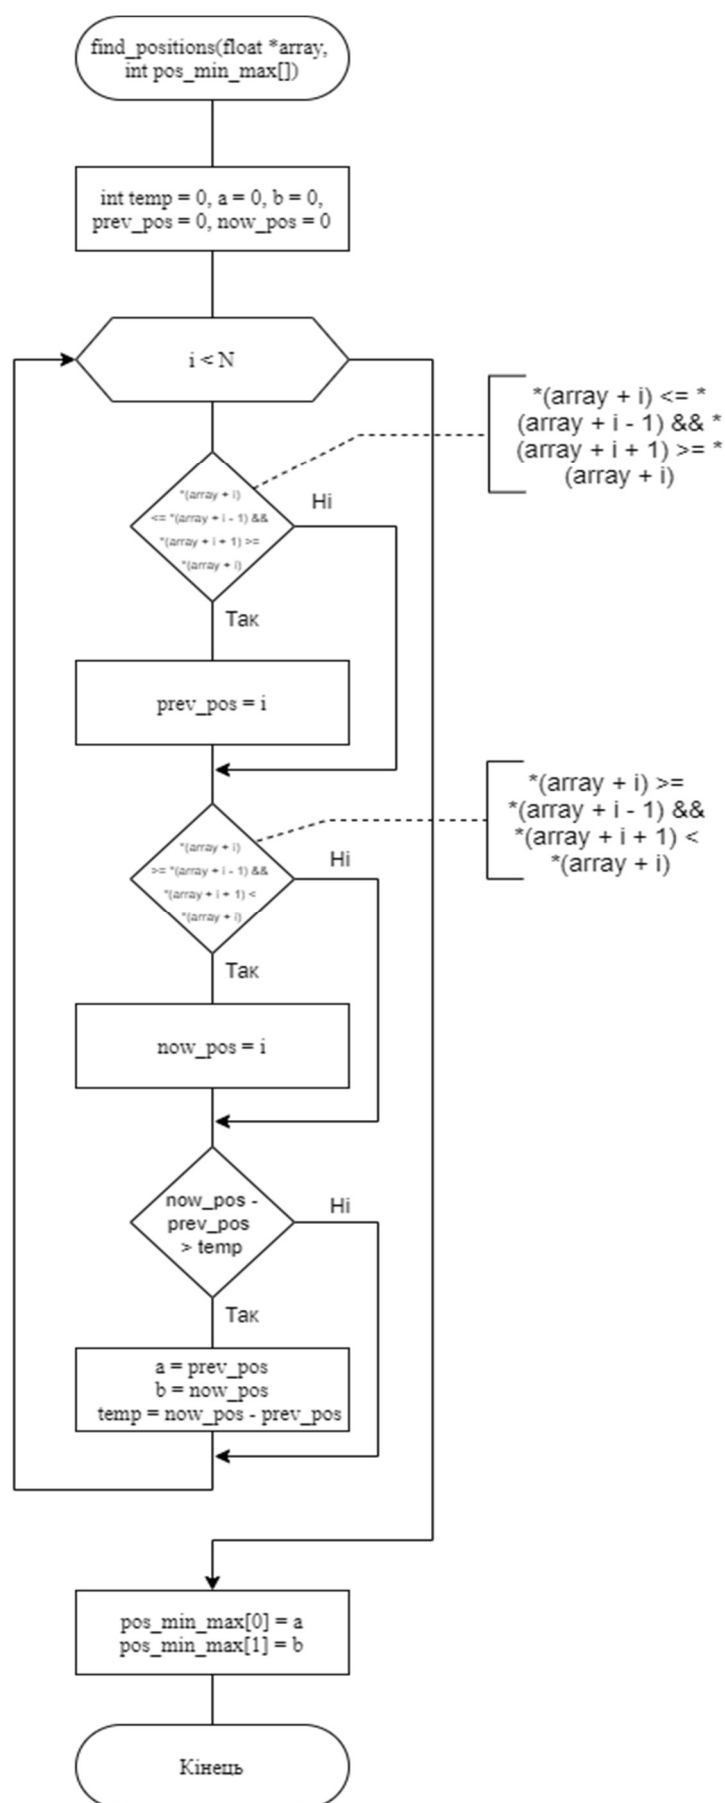 find_positions(float *array,
int pos_min_max[])
int temp = 0, a = 0, b = 0,
prev_pos = 0, now_pos = 0
i < N
*(array + i) <= *
(array + i - 1) && *
(array + i + 1) >= *
(array + i)
*(array + i)
<= *(array + i - 1) &&
*(array + i + 1) >=
*(array + i)
Ні
Так
prev_pos = i
*(array + i) >=
*(array + i - 1) &&
*(array + i + 1) <
*(array + i)
*(array + i)
>= *(array + i - 1) &&
*(array + i + 1) <
*(array + i)
Ні
Так
now_pos = i
now_pos -
prev_pos
> temp
Ні
Так
a = prev_pos
b = now_pos
temp = now_pos - prev_pos
pos_min_max[0] = a
pos_min_max[1] = b
Кінець